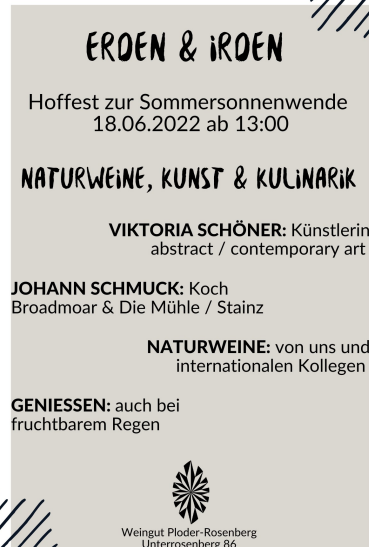 ERDEN & iRDEN
Hoffest zur Sommersonnenwende
18.06.2022 ab 13:00
NATURWEiNE, KUNST & KULiNARiK
VIKTORIA SCHÖNER: Künstlerin
abstract / contemporary art
JOHANN SCHMUCK: Koch
Broadmoar & Die Mühle / Stainz
NATURWEINE: von uns und
internationalen Kollegen
GENIESSEN: auch bei
fruchtbarem Regen
Weingut Ploder-Rosenberg
Unterrosenberg 86